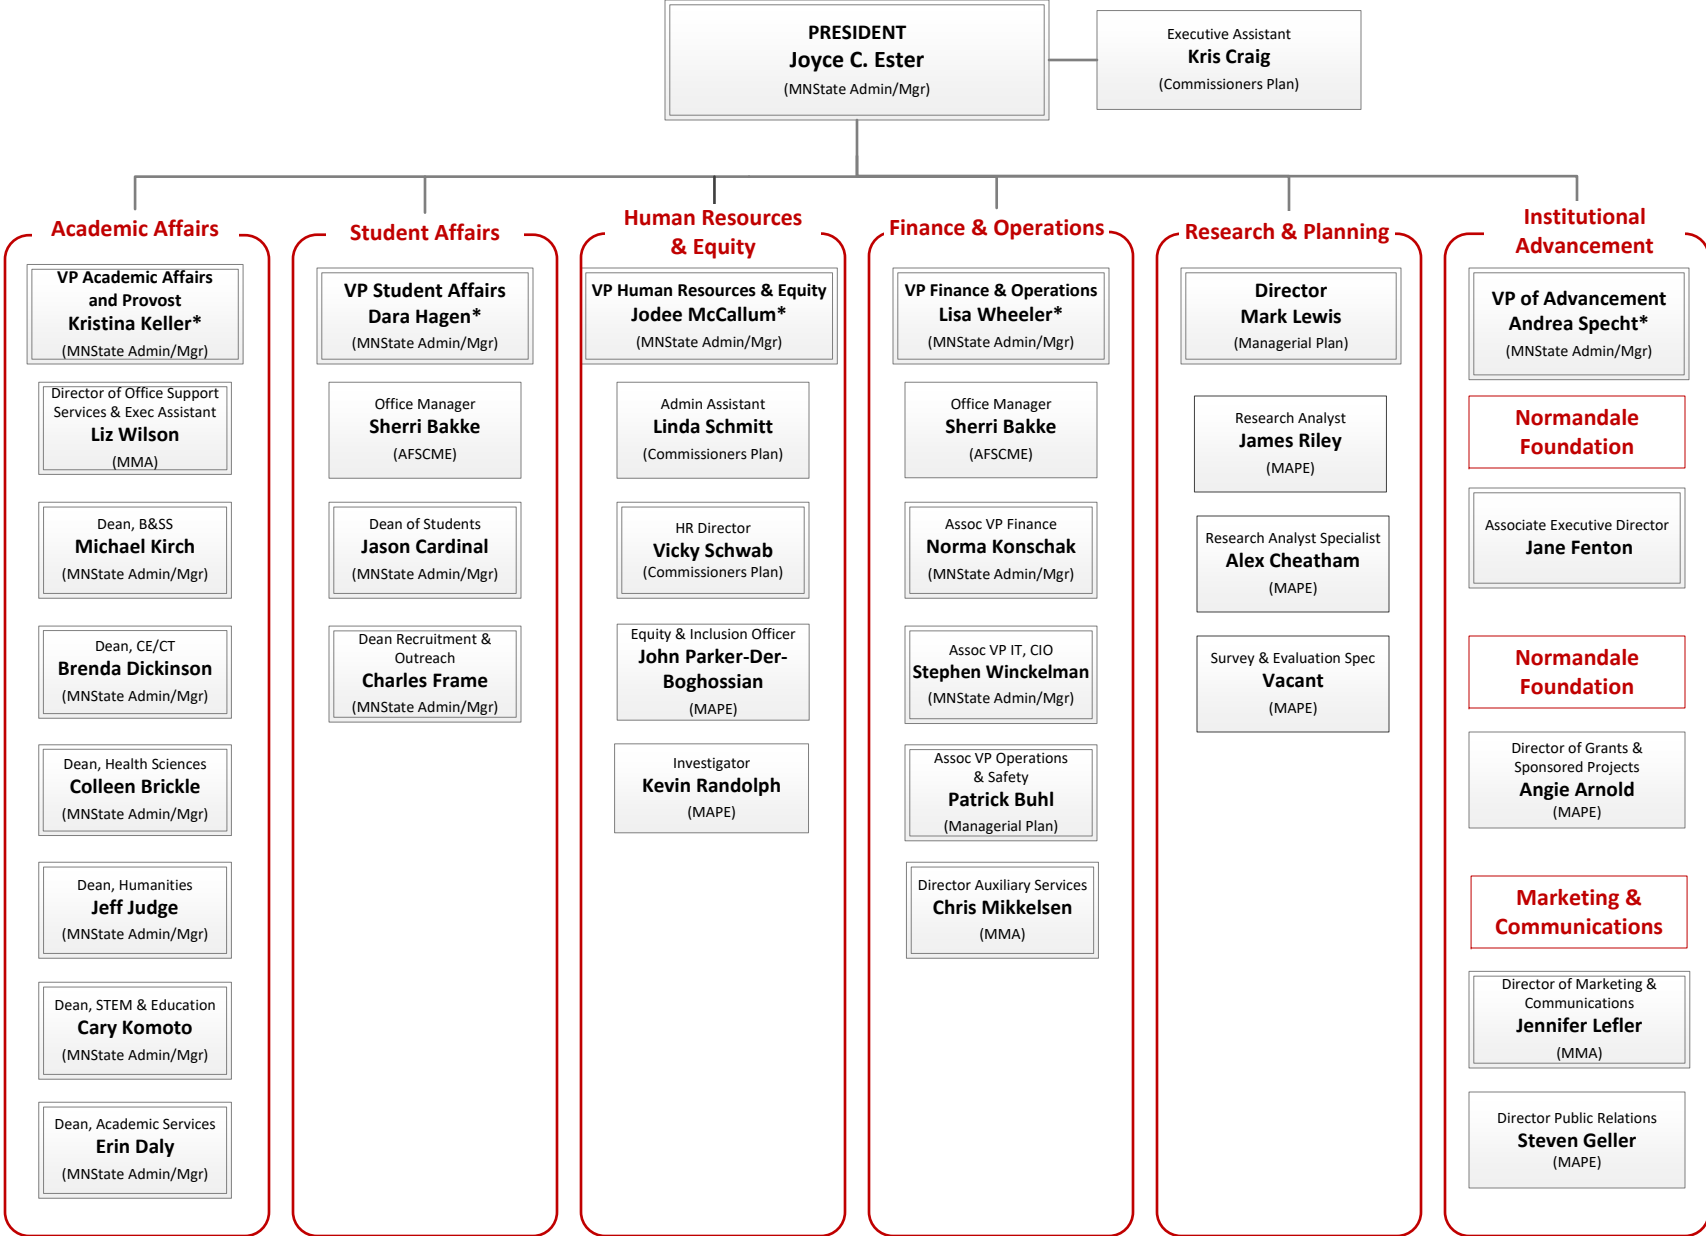 PRESIDENT
Joyce C. Ester
(MNState Admin/Mgr)
Executive Assistant
Kris Craig
(Commissioners Plan)
Academic Affairs
VP Academic Affairs
and Provost
Kristina Keller*
(MNState Admin/Mgr)
Director of Office Support
Services & Exec Assistant
Liz Wilson
(MMA)
Dean, B&SS
Michael Kirch
(MNState Admin/Mgr)
Dean, CE/CT
Brenda Dickinson
(MNState Admin/Mgr)
Dean, Health Sciences
Colleen Brickle
(MNState Admin/Mgr)
Dean, Humanities
Jeff Judge
(MNState Admin/Mgr)
Dean, STEM & Education
Cary Komoto
(MNState Admin/Mgr)
Dean, Academic Services
Erin Daly
(MNState Admin/Mgr)
Student Affairs
VP Student Affairs
Dara Hagen*
(MNState Admin/Mgr)
Office Manager
Sherri Bakke
(AFSCME)
Dean of Students
Jason Cardinal
(MNState Admin/Mgr)
Dean Recruitment &
Outreach
Charles Frame
(MNState Admin/Mgr)
Human Resources
& Equity
VP Human Resources & Equity
Jodee McCallum*
(MNState Admin/Mgr)
Admin Assistant
Linda Schmitt
(Commissioners Plan)
HR Director
Vicky Schwab
(Commissioners Plan)
Equity & Inclusion Officer
John Parker-Der-
Boghossian
(MAPE)
Investigator
Kevin Randolph
(MAPE)
Finance & Operations
VP Finance & Operations
Lisa Wheeler*
(MNState Admin/Mgr)
Office Manager
Sherri Bakke
(AFSCME)
Assoc VP Finance
Norma Konschak
(MNState Admin/Mgr)
Assoc VP IT, CIO
Stephen Winckelman
(MNState Admin/Mgr)
Assoc VP Operations
& Safety
Patrick Buhl
(Managerial Plan)
Director Auxiliary Services
Chris Mikkelsen
(MMA)
Research & Planning
Director
Mark Lewis
(Managerial Plan)
Research Analyst
James Riley
(MAPE)
Research Analyst Specialist
Alex Cheatham
(MAPE)
Survey & Evaluation Spec
Vacant
(MAPE)
Institutional
Advancement
VP of Advancement
Andrea Specht*
(MNState Admin/Mgr)
Normandale
Foundation
Associate Executive Director
Jane Fenton
Normandale
Foundation
Director of Grants &
Sponsored Projects
Angie Arnold
(MAPE)
Marketing &
Communications
Director of Marketing &
Communications
Jennifer Lefler
(MMA)
Director Public Relations
Steven Geller
(MAPE)